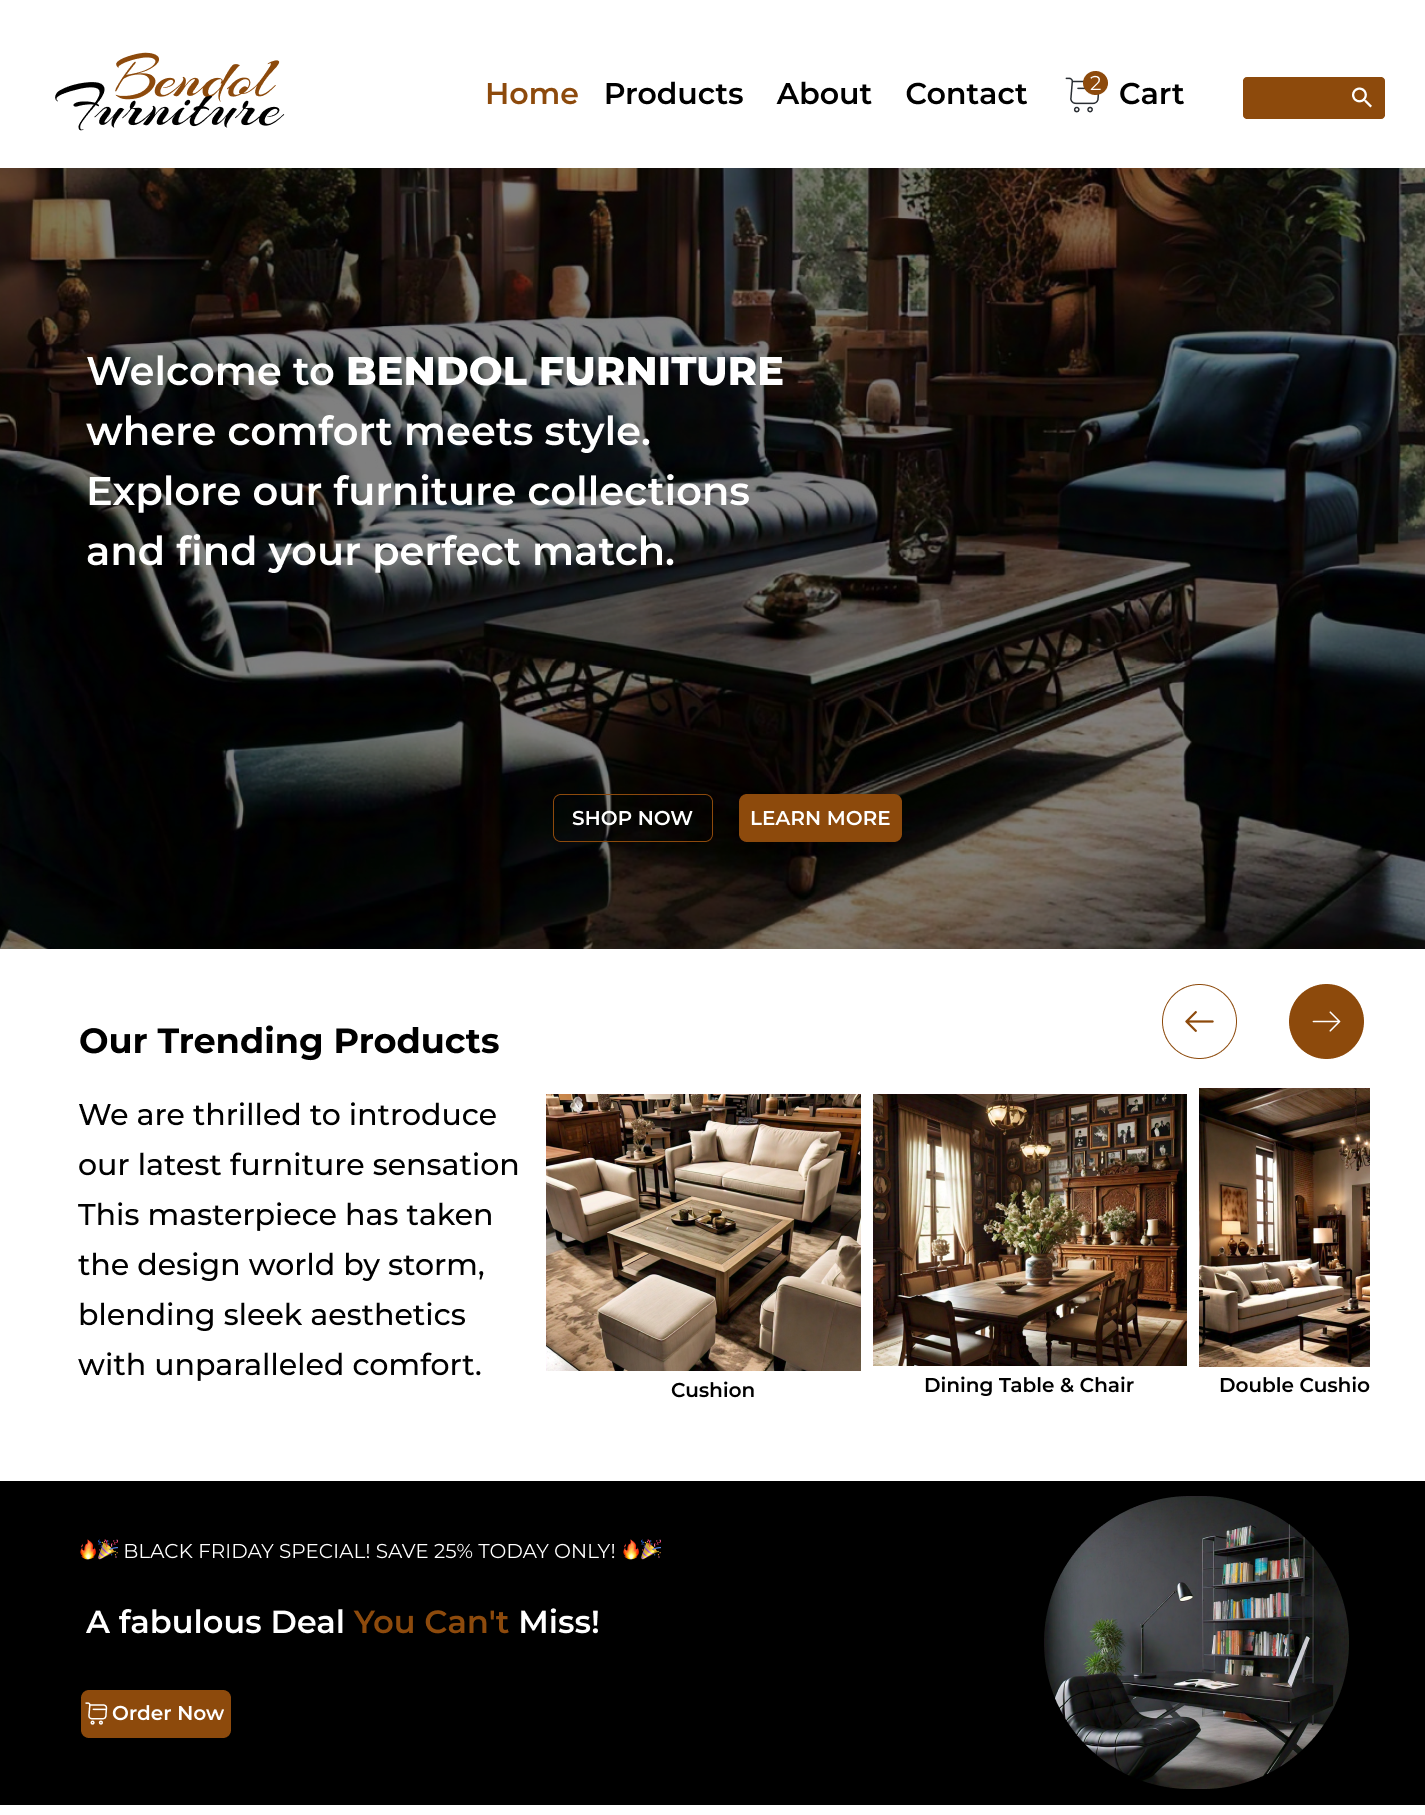 Bendol
Furniture
Home Products About Contact 2 Cart
Welcome to BENDOL FURNITURE
where comfort meets style.
Explore our furniture collections
and find your perfect match.
SHOP NOW LEARN MORE
Our Trending Products
We are thrilled to introduce
our latest furniture sensation
This masterpiece has taken
the design world by storm,
blending sleek aesthetics
with unparalleled comfort.
Cushion
Dining Table & Chair
Double Cushio
🔥🎉 BLACK FRIDAY SPECIAL! SAVE 25% TODAY ONLY! 🔥🎉
A fabulous Deal You Can't Miss!
Order Now